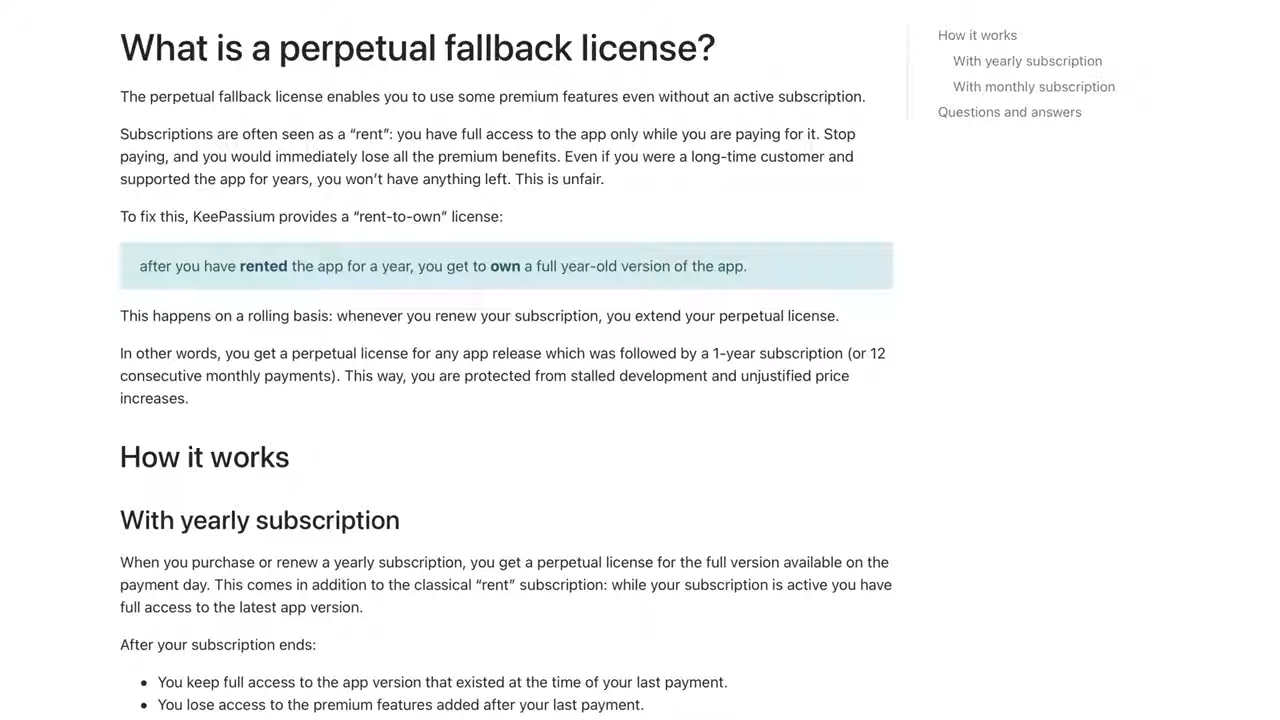 What is a perpetual fallback license?
The perpetual fallback license enables you to use some premium features even without an active subscription.
Subscriptions are often seen as a “rent”: you have full access to the app only while you are paying for it. Stop
paying, and you would immediately lose all the premium benefits. Even if you were a long-time customer and
supported the app for years, you won’t have anything left. This is unfair.
To fix this, KeePassium provides a “rent-to-own” license:
after you have rented the app for a year, you get to own a full year-old version of the app.
This happens on a rolling basis: whenever you renew your subscription, you extend your perpetual license.
In other words, you get a perpetual license for any app release which was followed by a 1-year subscription (or 12
consecutive monthly payments). This way, you are protected from stalled development and unjustified price
increases.
How it works
With yearly subscription
When you purchase or renew a yearly subscription, you get a perpetual license for the full version available on the
payment day. This comes in addition to the classical “rent” subscription: while your subscription is active you have
full access to the latest app version.
After your subscription ends:
• You keep full access to the app version that existed at the time of your last payment.
• You lose access to the premium features added after your last payment.
How it works
With yearly subscription
With monthly subscription
Questions and answers